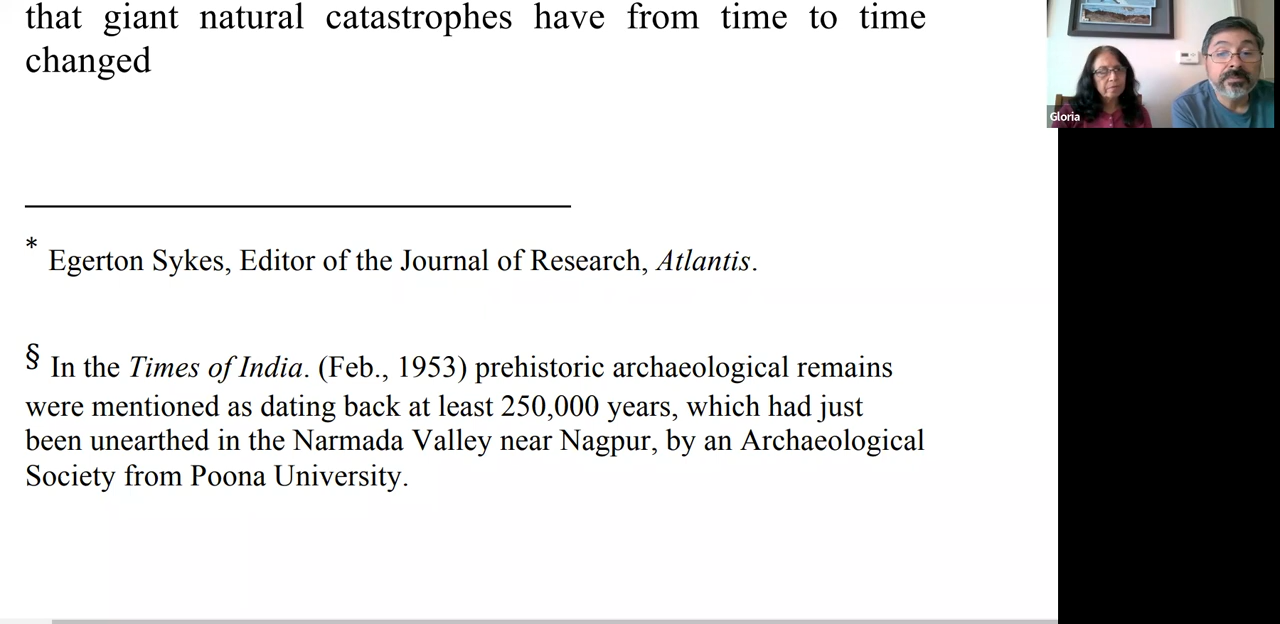 that giant natural catastrophes have from time to time
changed
* Egerton Sykes, Editor of the Journal of Research, Atlantis.
§ In the Times of India. (Feb., 1953) prehistoric archaeological remains
were mentioned as dating back at least 250,000 years, which had just
been unearthed in the Narmada Valley near Nagpur, by an Archaeological
Society from Poona University.
Gloria